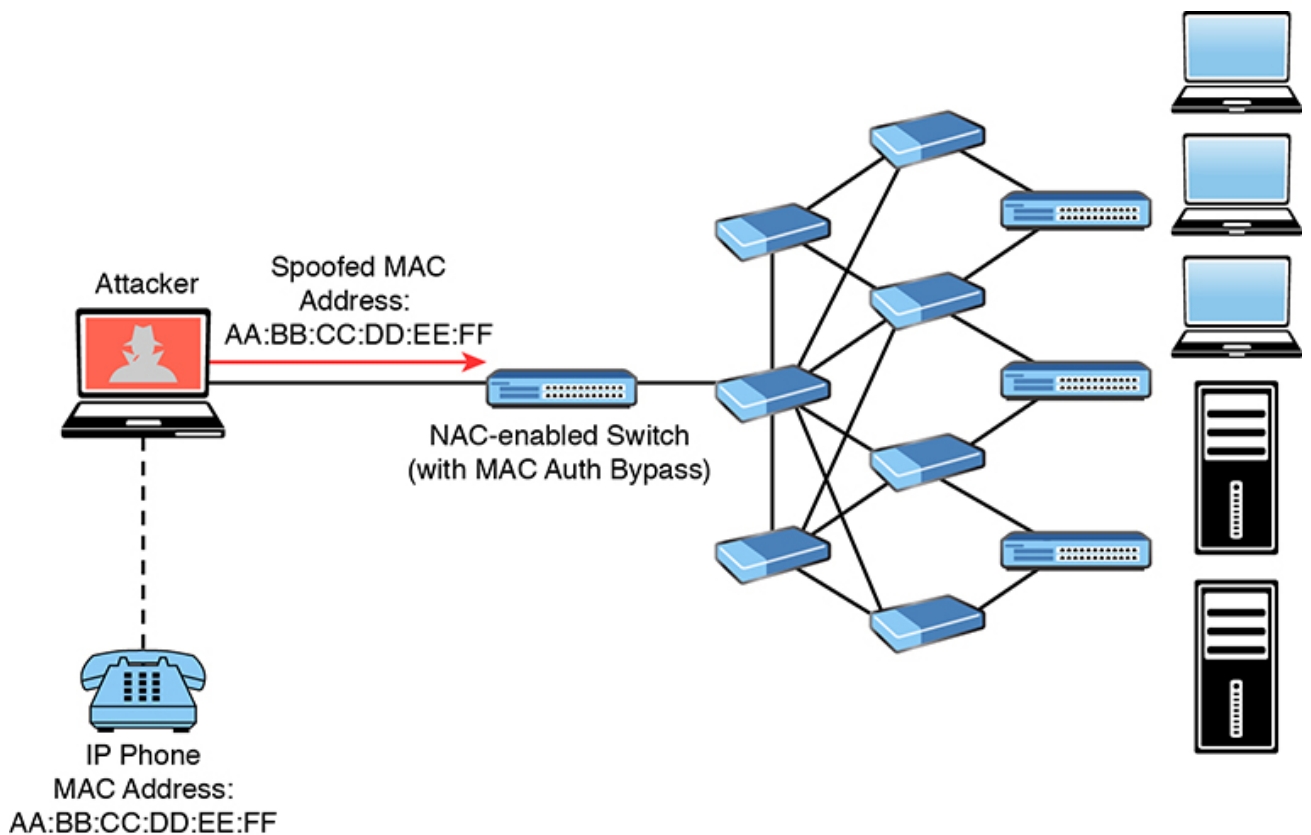 Attacker
Spoofed MAC
Address:
AA:BB:CC:DD:EE:FF
NAC-enabled Switch
(with MAC Auth Bypass)
IP Phone
MAC Address:
AA:BB:CC:DD:EE:FF